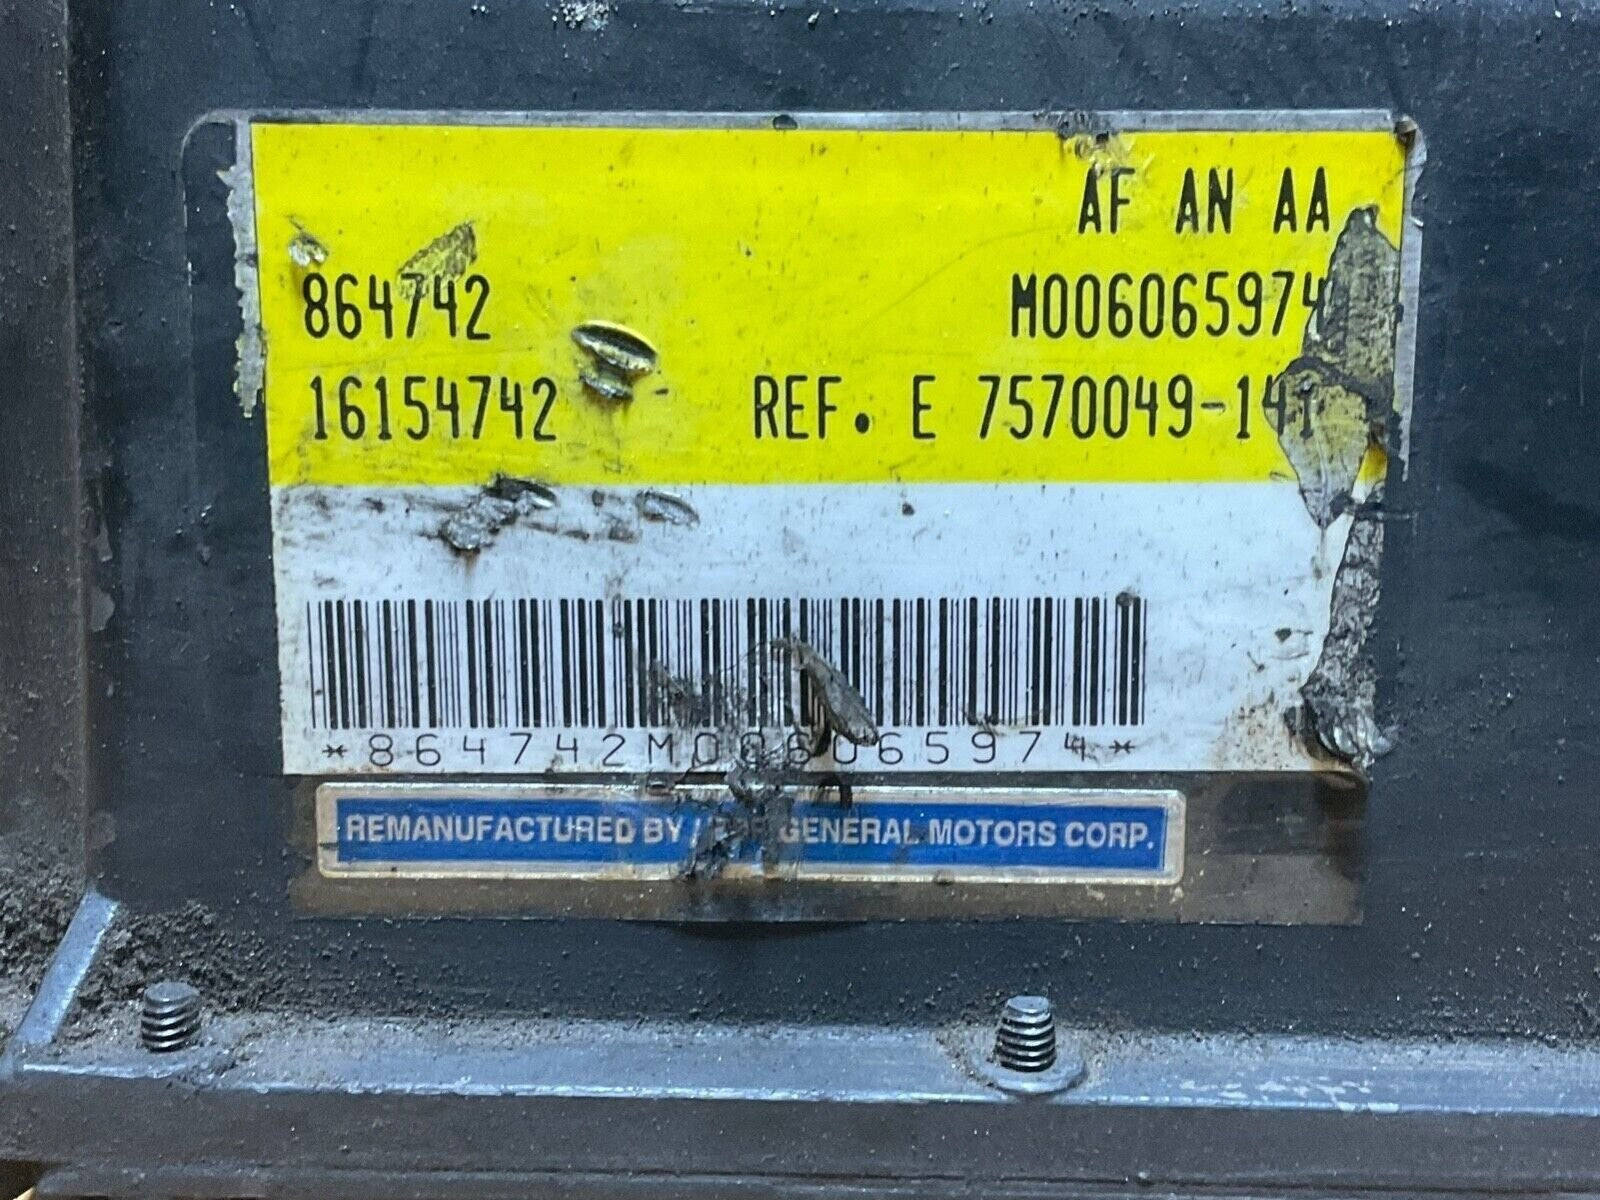 AF AN AA
864742 M006065974
16154742 REF. E 7570049-141
*864742M006065974*
REMANUFACTURED BY GENERAL MOTORS CORP.